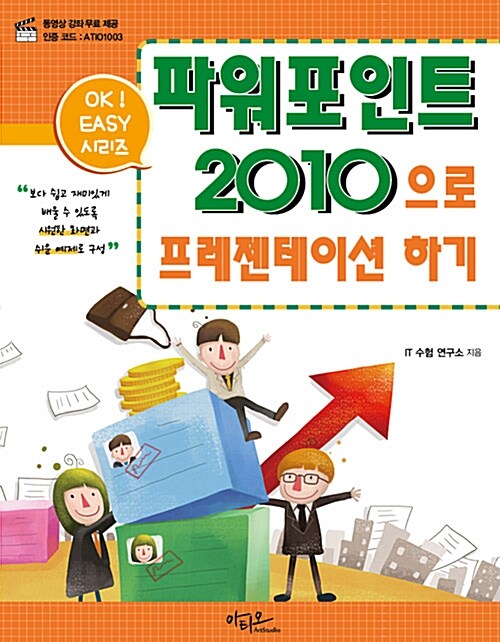 동영상 강좌 무료 제공
인증 코드 : ATIO1003
OK!
EASY
시리즈
파워포인트
2010으로
프레젠테이션 하기
“보다 쉽고 재미있게
배울 수 있도록
시원한 화면과
쉬운 예제로 구성”
IT 수험 연구소 지음
아티오
ArtStudio